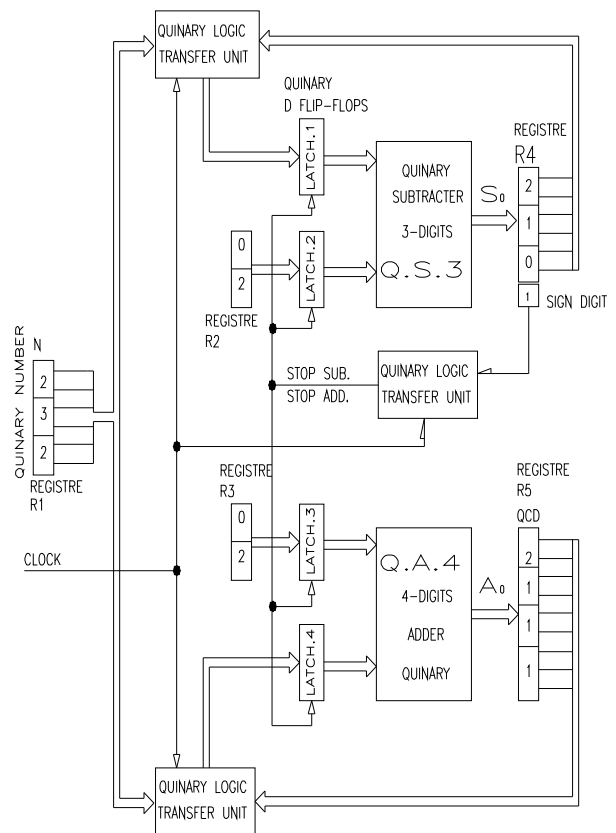 QUINARY LOGIC
TRANSFER UNIT
QUINARY
D FLIP-FLOPS
LATCH.1
QUINARY
SUBTRACTER
3-DIGITS
Q.S.3
S0
REGISTRE
R4
2
1
0
1
SIGN DIGIT
0
2
LATCH.2
REGISTRE
R2
QUINARY NUMBER
N
2
3
2
REGISTRE
R1
STOP SUB.
STOP ADD.
QUINARY LOGIC
TRANSFER UNIT
REGISTRE
R3
0
2
LATCH.3
Q.A.4
4-DIGITS
ADDER
QUINARY
A0
REGISTRE
R5
QCD
2
1
1
1
CLOCK
LATCH.4
QUINARY LOGIC
TRANSFER UNIT